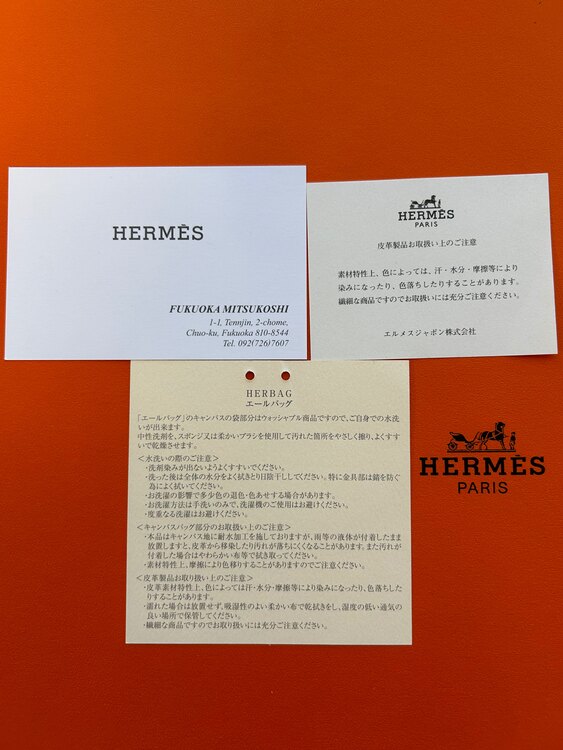 HERMÈS
FUKUOKA MITSUKOSHI
1-1, Tennjin, 2-chome,
Chuo-ku, Fukuoka 810-8544
Tel. 092(726)7607
HERMÈS
PARIS
皮革製品お取扱い上のご注意
素材特性上、色によっては、汗・水分・摩擦等により
染みになったり、色落ちしたりすることがあります。
繊細な商品ですのでお取扱いには充分ご注意ください。
エルメスジャポン株式会社
HERBAG
エールバッグ
「エールバッグ」のキャンバスの袋部分はウォッシャブル商品ですので、ご自身での水洗
いが出来ます。
中性洗剤を、スポンジ又は柔かいブラシを使用して汚れた箇所をやさしく擦り、よくすす
いで乾燥させます。
<水洗いの際のご注意>
・洗剤染みが出ないようよくすすいでください。
・洗った後は全体の水分をよく拭きとり日陰干ししてください。特に金具部は錆を防ぐ
為によく拭いてください。
・お洗濯の影響で多少色の退色・色あせする場合があります。
・お洗濯方法は手洗いのみで、洗濯機のご使用はお避けください。
・度重なる洗濯はお避けください。
<キャンバスバッグ部分のお取扱い上のご注意>
・本品はキャンバス地に耐水加工を施しておりますが、雨等の液体が付着したまま
放置しますと、皮革から移染したり汚れが落ちにくくなることがあります。また汚れが
付着した場合はやわらかい布等で拭き取ってください。
・素材特性上、摩擦により色移りすることがありますのでご注意ください。
<皮革製品お取り扱い上のご注意>
・皮革素材特性上、色によっては汗・水分・摩擦等により染みになったり、色落ちした
りすることがあります。
・濡れた場合は放置せず、吸湿性のよい柔かい布で乾拭きをし、湿度の低い通気の
良い場所で保管してください。
・繊細な商品ですのでお取り扱いには充分ご注意ください。
HERMÈS
PARIS